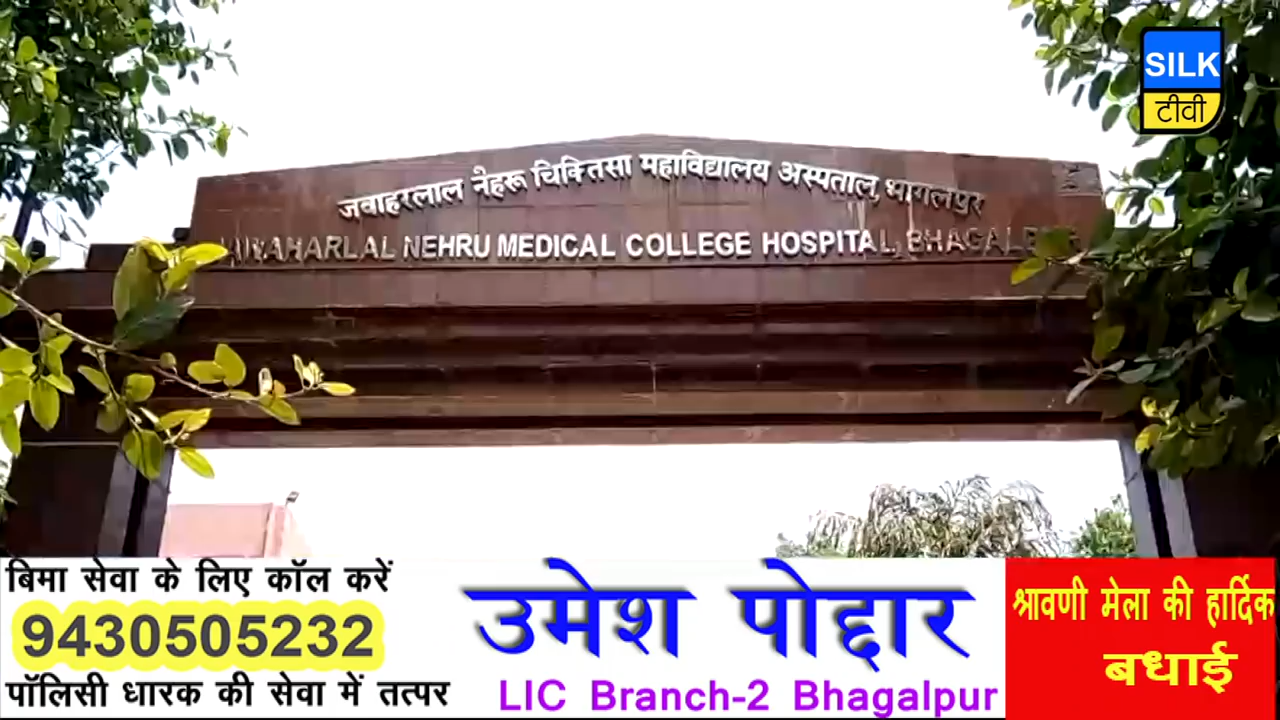 SILK
टीवी
जवाहरलाल नेहरू चिकितिसा महाविद्यालय अस्पताल, भागलपुर
NEHRU MEDICAL COLLEGE HOSPITAL, BHAGALPUR
बिमा सेवा के लिए कॉल करें
9430505232
पॉलिसी धारक की सेवा में तत्पर
उमेश पोद्दार
LIC Branch-2 Bhagalpur
श्रावणी मेला की हार्दिक
बधाई